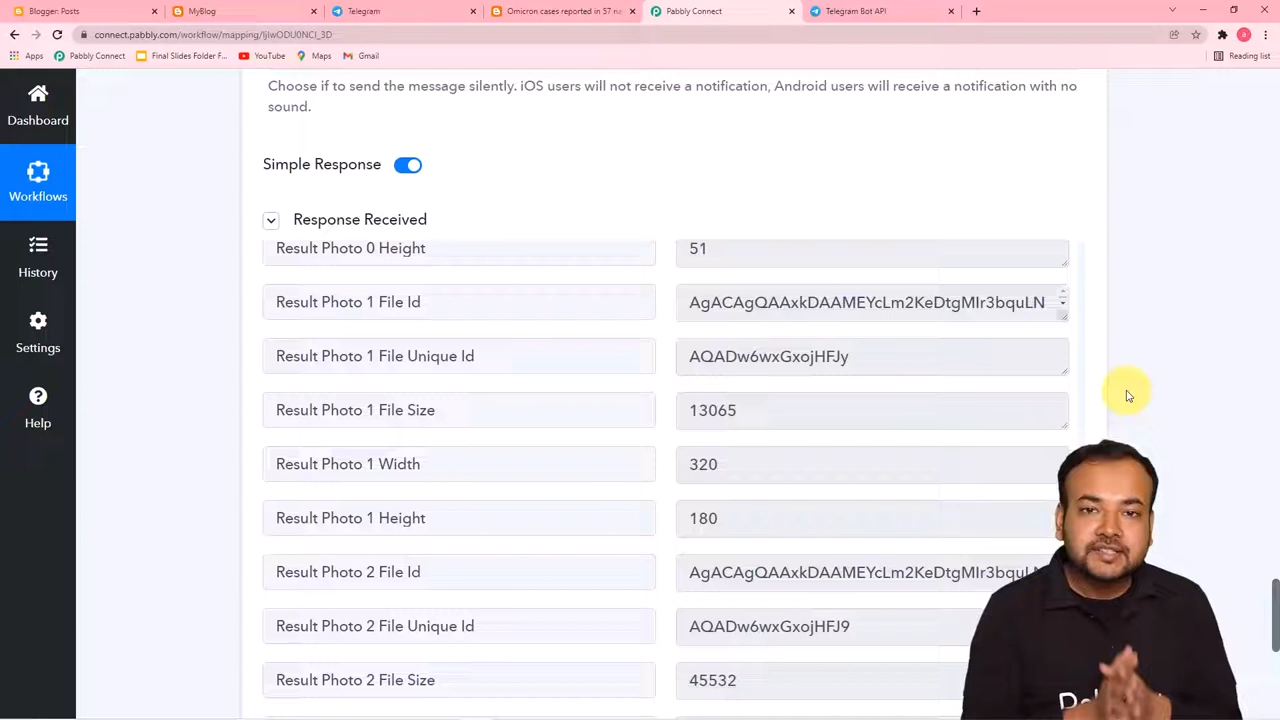 Blogger: Posts
MyBlog
Telegram
Omicron cases reported in 57 na
Pabbly Connect
Telegram Bot API
connect.pabbly.com/workflow/mapping/IjlwODU0NCI_3D
Apps
Pabbly Connect
Final Slides Folder F...
YouTube
Maps
Gmail
Reading list
Dashboard
Workflows
History
Settings
Help
Choose if to send the message silently. iOS users will not receive a notification, Android users will receive a notification with no
sound.
Simple Response
Response Received
Result Photo 0 Height
51
Result Photo 1 File Id
AgACAgQAAxkDAAMEYcLm2KeDtgMIr3bquLN
Result Photo 1 File Unique Id
AQADw6wxGxojHFJy
Result Photo 1 File Size
13065
Result Photo 1 Width
320
Result Photo 1 Height
180
Result Photo 2 File Id
AgACAgQAAxkDAAMEYcLm2KeDtgMIr3bquLN
Result Photo 2 File Unique Id
AQADw6wxGxojHFJ9
Result Photo 2 File Size
45532